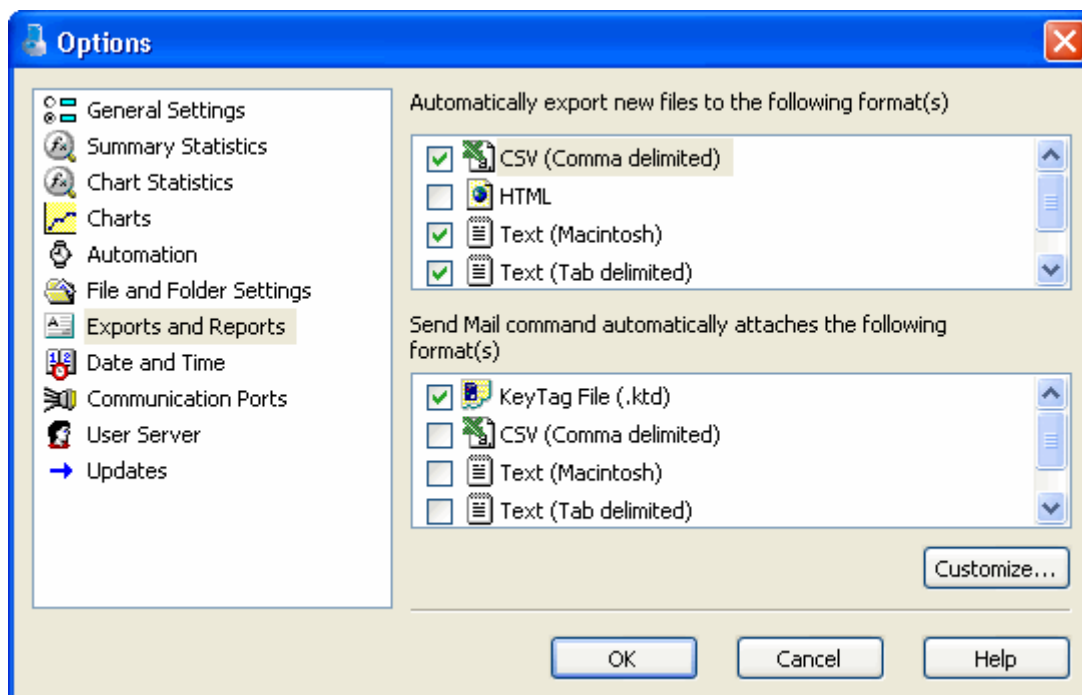 Options
General Settings
Summary Statistics
Chart Statistics
Charts
Automation
File and Folder Settings
Exports and Reports
Date and Time
Communication Ports
User Server
Updates
Automatically export new files to the following format(s)
CSV (Comma delimited)
HTML
Text (Macintosh)
Text (Tab delimited)
Send Mail command automatically attaches the following
format(s)
KeyTag File (.ktd)
CSV (Comma delimited)
Text (Macintosh)
Text (Tab delimited)
Customize...
OK
Cancel
Help